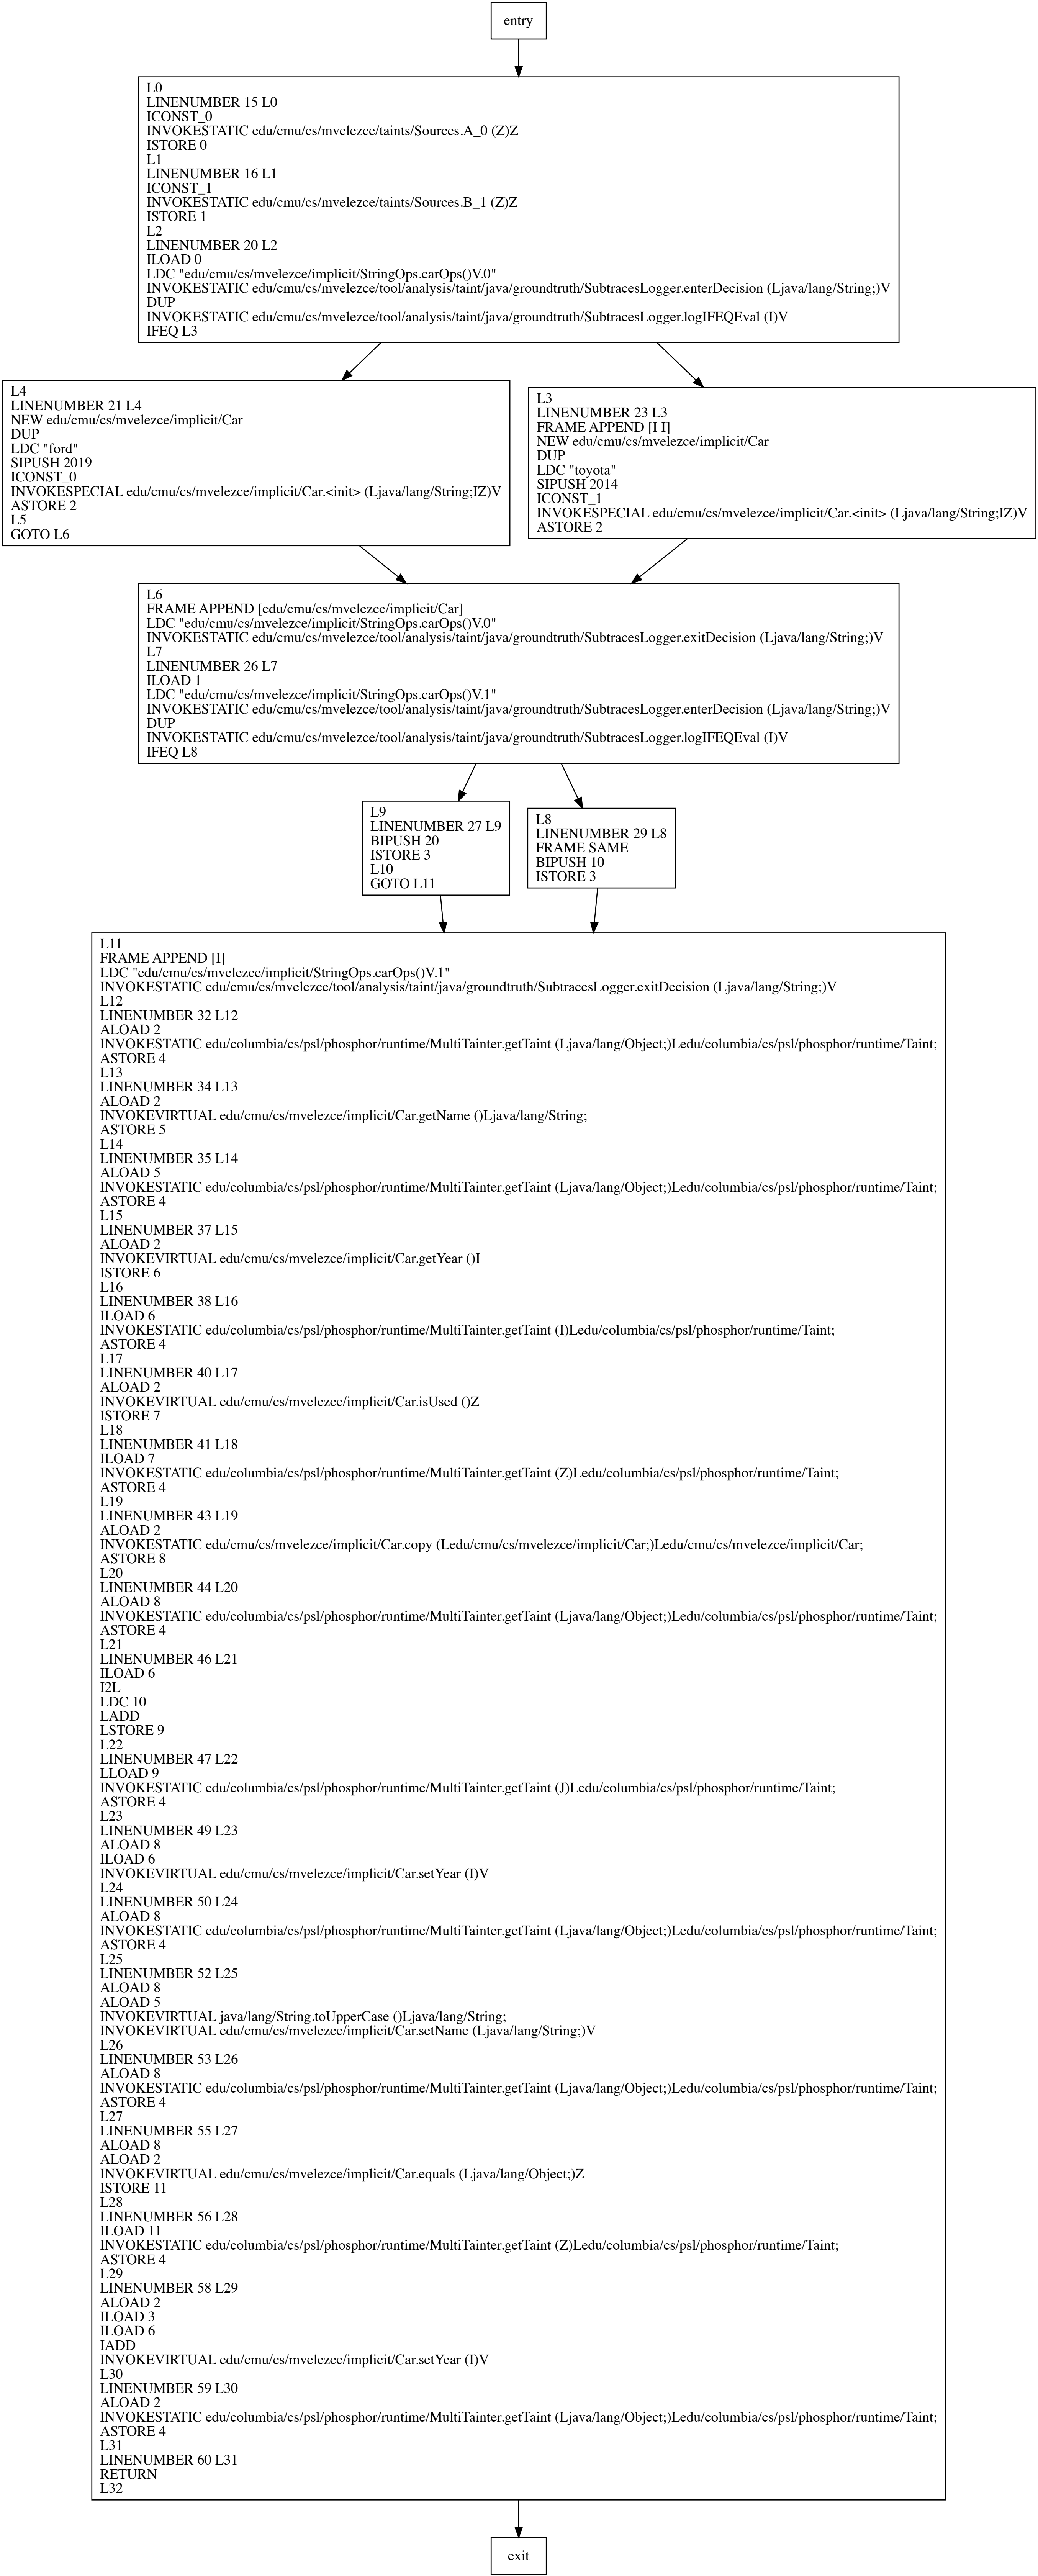 entry
L0
LINENUMBER 15 L0
ICONST_0
INVOKESTATIC edu/cmu/cs/mvelezce/taints/Sources.A_0 (Z)Z
ISTORE 0
L1
LINENUMBER 16 L1
ICONST_1
INVOKESTATIC edu/cmu/cs/mvelezce/taints/Sources.B_1 (Z)Z
ISTORE 1
L2
LINENUMBER 20 L2
ILOAD 0
LDC "edu/cmu/cs/mvelezce/implicit/StringOps.carOps()V.0"
INVOKESTATIC edu/cmu/cs/mvelezce/tool/analysis/taint/java/groundtruth/SubtracesLogger.enterDecision (Ljava/lang/String;)V
DUP
INVOKESTATIC edu/cmu/cs/mvelezce/tool/analysis/taint/java/groundtruth/SubtracesLogger.logIFEQEval (I)V
IFEQ L3
L4
LINENUMBER 21 L4
NEW edu/cmu/cs/mvelezce/implicit/Car
DUP
LDC "ford"
SIPUSH 2019
ICONST_0
INVOKESPECIAL edu/cmu/cs/mvelezce/implicit/Car.<init> (Ljava/lang/String;IZ)V
ASTORE 2
L5
GOTO L6
L3
LINENUMBER 23 L3
FRAME APPEND [I I]
NEW edu/cmu/cs/mvelezce/implicit/Car
DUP
LDC "toyota"
SIPUSH 2014
ICONST_1
INVOKESPECIAL edu/cmu/cs/mvelezce/implicit/Car.<init> (Ljava/lang/String;IZ)V
ASTORE 2
L6
FRAME APPEND [edu/cmu/cs/mvelezce/implicit/Car]
LDC "edu/cmu/cs/mvelezce/implicit/StringOps.carOps()V.0"
INVOKESTATIC edu/cmu/cs/mvelezce/tool/analysis/taint/java/groundtruth/SubtracesLogger.exitDecision (Ljava/lang/String;)V
L7
LINENUMBER 26 L7
ILOAD 1
LDC "edu/cmu/cs/mvelezce/implicit/StringOps.carOps()V.1"
INVOKESTATIC edu/cmu/cs/mvelezce/tool/analysis/taint/java/groundtruth/SubtracesLogger.enterDecision (Ljava/lang/String;)V
DUP
INVOKESTATIC edu/cmu/cs/mvelezce/tool/analysis/taint/java/groundtruth/SubtracesLogger.logIFEQEval (I)V
IFEQ L8
L9
LINENUMBER 27 L9
BIPUSH 20
ISTORE 3
L10
GOTO L11
L8
LINENUMBER 29 L8
FRAME SAME
BIPUSH 10
ISTORE 3
L11
FRAME APPEND [I]
LDC "edu/cmu/cs/mvelezce/implicit/StringOps.carOps()V.1"
INVOKESTATIC edu/cmu/cs/mvelezce/tool/analysis/taint/java/groundtruth/SubtracesLogger.exitDecision (Ljava/lang/String;)V
L12
LINENUMBER 32 L12
ALOAD 2
INVOKESTATIC edu/columbia/cs/psl/phosphor/runtime/MultiTainter.getTaint (Ljava/lang/Object;)Ledu/columbia/cs/psl/phosphor/runtime/Taint;
ASTORE 4
L13
LINENUMBER 34 L13
ALOAD 2
INVOKEVIRTUAL edu/cmu/cs/mvelezce/implicit/Car.getName ()Ljava/lang/String;
ASTORE 5
L14
LINENUMBER 35 L14
ALOAD 5
INVOKESTATIC edu/columbia/cs/psl/phosphor/runtime/MultiTainter.getTaint (Ljava/lang/Object;)Ledu/columbia/cs/psl/phosphor/runtime/Taint;
ASTORE 4
L15
LINENUMBER 37 L15
ALOAD 2
INVOKEVIRTUAL edu/cmu/cs/mvelezce/implicit/Car.getYear ()I
ISTORE 6
L16
LINENUMBER 38 L16
ILOAD 6
INVOKESTATIC edu/columbia/cs/psl/phosphor/runtime/MultiTainter.getTaint (I)Ledu/columbia/cs/psl/phosphor/runtime/Taint;
ASTORE 4
L17
LINENUMBER 40 L17
ALOAD 2
INVOKEVIRTUAL edu/cmu/cs/mvelezce/implicit/Car.isUsed ()Z
ISTORE 7
L18
LINENUMBER 41 L18
ILOAD 7
INVOKESTATIC edu/columbia/cs/psl/phosphor/runtime/MultiTainter.getTaint (Z)Ledu/columbia/cs/psl/phosphor/runtime/Taint;
ASTORE 4
L19
LINENUMBER 43 L19
ALOAD 2
INVOKESTATIC edu/cmu/cs/mvelezce/implicit/Car.copy (Ledu/cmu/cs/mvelezce/implicit/Car;)Ledu/cmu/cs/mvelezce/implicit/Car;
ASTORE 8
L20
LINENUMBER 44 L20
ALOAD 8
INVOKESTATIC edu/columbia/cs/psl/phosphor/runtime/MultiTainter.getTaint (Ljava/lang/Object;)Ledu/columbia/cs/psl/phosphor/runtime/Taint;
ASTORE 4
L21
LINENUMBER 46 L21
ILOAD 6
I2L
LDC 10
LADD
LSTORE 9
L22
LINENUMBER 47 L22
LLOAD 9
INVOKESTATIC edu/columbia/cs/psl/phosphor/runtime/MultiTainter.getTaint (J)Ledu/columbia/cs/psl/phosphor/runtime/Taint;
ASTORE 4
L23
LINENUMBER 49 L23
ALOAD 8
ILOAD 6
INVOKEVIRTUAL edu/cmu/cs/mvelezce/implicit/Car.setYear (I)V
L24
LINENUMBER 50 L24
ALOAD 8
INVOKESTATIC edu/columbia/cs/psl/phosphor/runtime/MultiTainter.getTaint (Ljava/lang/Object;)Ledu/columbia/cs/psl/phosphor/runtime/Taint;
ASTORE 4
L25
LINENUMBER 52 L25
ALOAD 8
ALOAD 5
INVOKEVIRTUAL java/lang/String.toUpperCase ()Ljava/lang/String;
INVOKEVIRTUAL edu/cmu/cs/mvelezce/implicit/Car.setName (Ljava/lang/String;)V
L26
LINENUMBER 53 L26
ALOAD 8
INVOKESTATIC edu/columbia/cs/psl/phosphor/runtime/MultiTainter.getTaint (Ljava/lang/Object;)Ledu/columbia/cs/psl/phosphor/runtime/Taint;
ASTORE 4
L27
LINENUMBER 55 L27
ALOAD 8
ALOAD 2
INVOKEVIRTUAL edu/cmu/cs/mvelezce/implicit/Car.equals (Ljava/lang/Object;)Z
ISTORE 11
L28
LINENUMBER 56 L28
ILOAD 11
INVOKESTATIC edu/columbia/cs/psl/phosphor/runtime/MultiTainter.getTaint (Z)Ledu/columbia/cs/psl/phosphor/runtime/Taint;
ASTORE 4
L29
LINENUMBER 58 L29
ALOAD 2
ILOAD 3
ILOAD 6
IADD
INVOKEVIRTUAL edu/cmu/cs/mvelezce/implicit/Car.setYear (I)V
L30
LINENUMBER 59 L30
ALOAD 2
INVOKESTATIC edu/columbia/cs/psl/phosphor/runtime/MultiTainter.getTaint (Ljava/lang/Object;)Ledu/columbia/cs/psl/phosphor/runtime/Taint;
ASTORE 4
L31
LINENUMBER 60 L31
RETURN
L32
exit